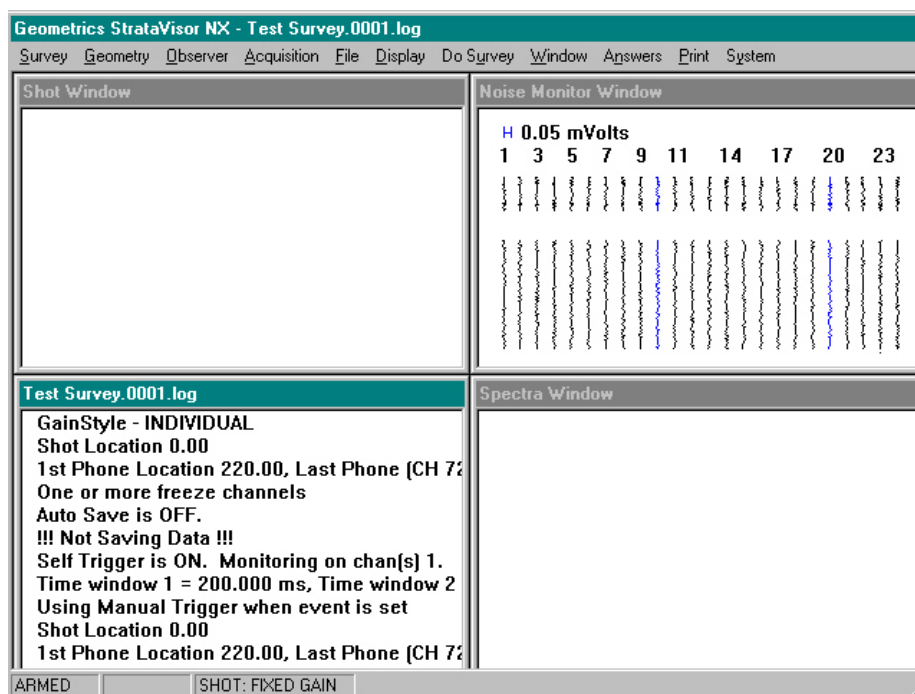 Geometrics StrataVisor NX - Test Survey.0001.log
Survey Geometry Observer Acquisition File Display Do Survey Window Answers Print System
Shot Window
Noise Monitor Window
H 0.05 mVolts
1 3 5 7 9 11 14 17 20 23
Test Survey.0001.log
GainStyle - INDIVIDUAL
Shot Location 0.00
1st Phone Location 220.00, Last Phone (CH 72
One or more freeze channels
Auto Save is OFF.
!!! Not Saving Data !!!
Self Trigger is ON. Monitoring on chan(s) 1.
Time window 1 = 200.000 ms, Time window 2
Using Manual Trigger when event is set
Shot Location 0.00
1st Phone Location 220.00, Last Phone (CH 72
Spectra Window
ARMED SHOT: FIXED GAIN